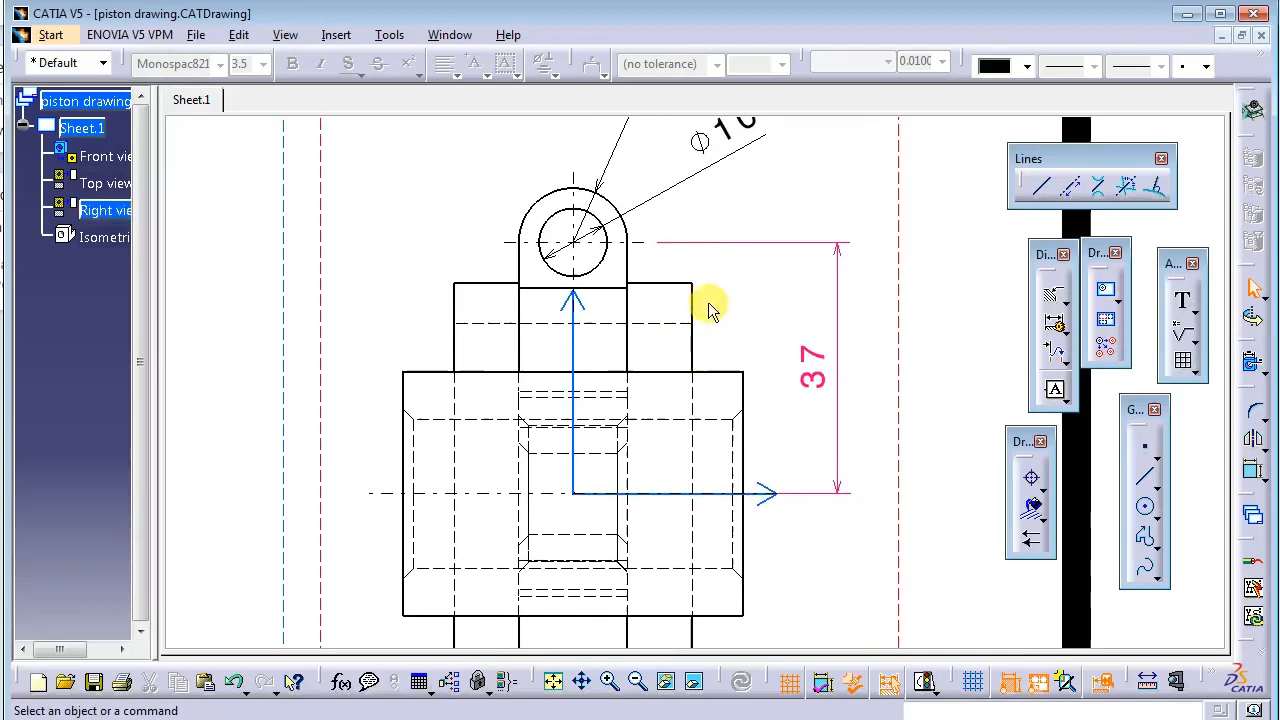 CATIA V5 - [piston drawing.CATDrawing]
Start ENOVIA V5 VPM File Edit View Insert Tools Window Help
* Default Monospac821 3.5 B I S S (no tolerance) 0.0100
piston drawing
Sheet.1
Sheet.1
Front vie
Top view
Right vie
Isometri
37
Lines
Di...
Dr...
A...
T
A
G...
Dr...
f(x)
CATIA
Select an object or a command